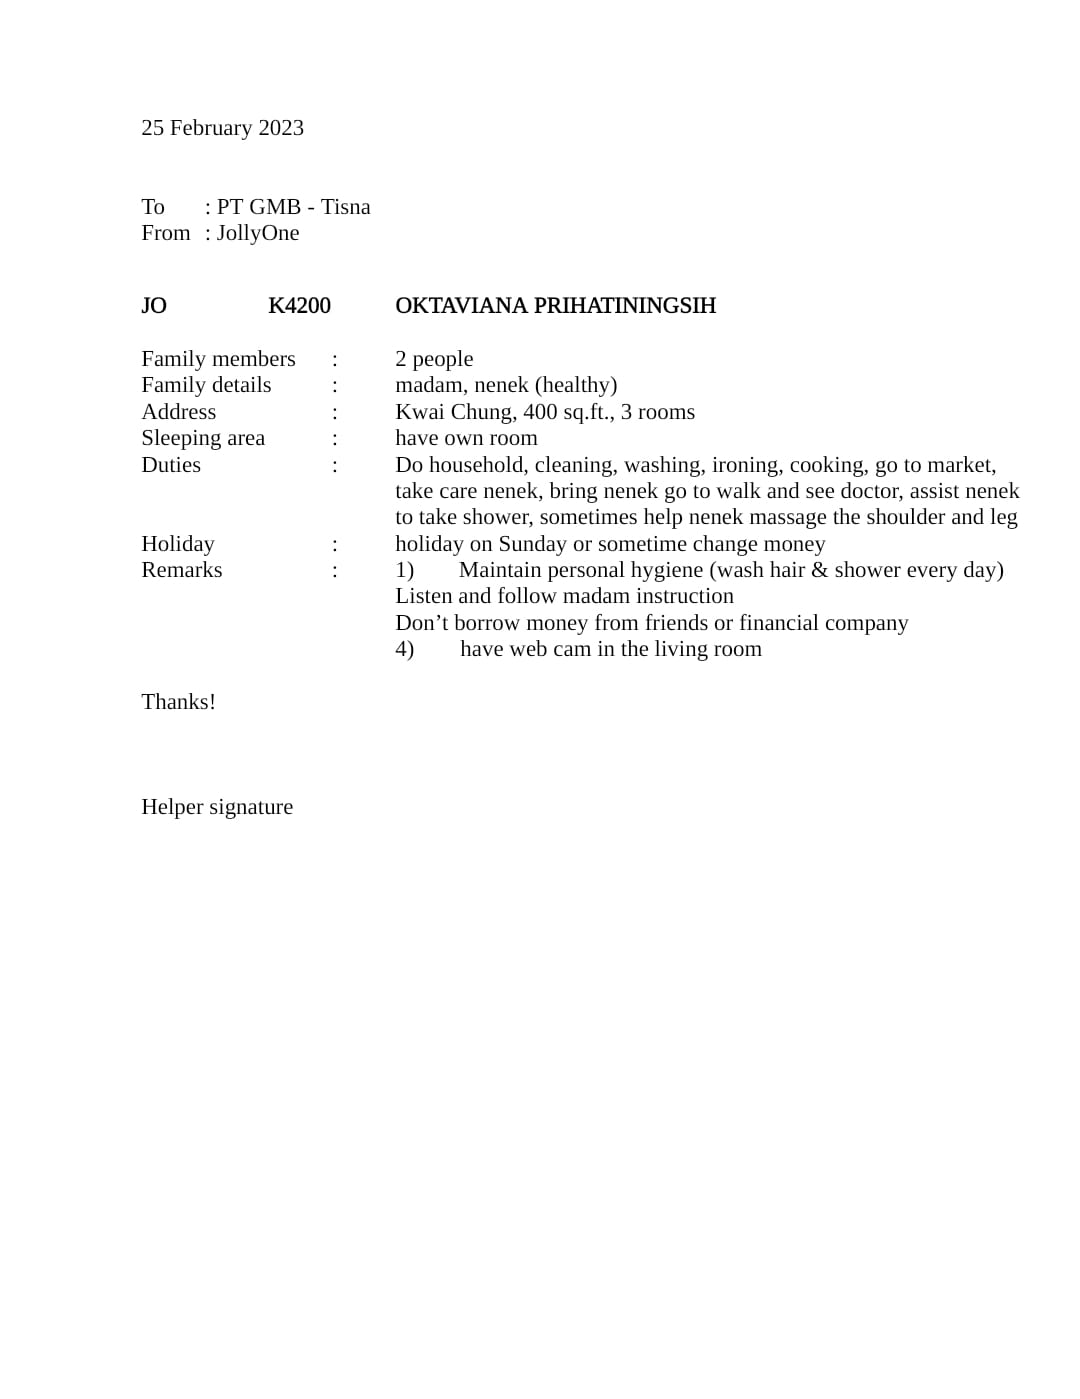 25 February 2023
To : PT GMB - Tisna
From : JollyOne
JO K4200 OKTAVIANA PRIHATININGSIH
Family members : 2 people
Family details : madam, nenek (healthy)
Address : Kwai Chung, 400 sq.ft., 3 rooms
Sleeping area : have own room
Duties : Do household, cleaning, washing, ironing, cooking, go to market,
take care nenek, bring nenek go to walk and see doctor, assist nenek
to take shower, sometimes help nenek massage the shoulder and leg
Holiday : holiday on Sunday or sometime change money
Remarks : 1) Maintain personal hygiene (wash hair & shower every day)
Listen and follow madam instruction
Don’t borrow money from friends or financial company
4) have web cam in the living room
Thanks!
Helper signature